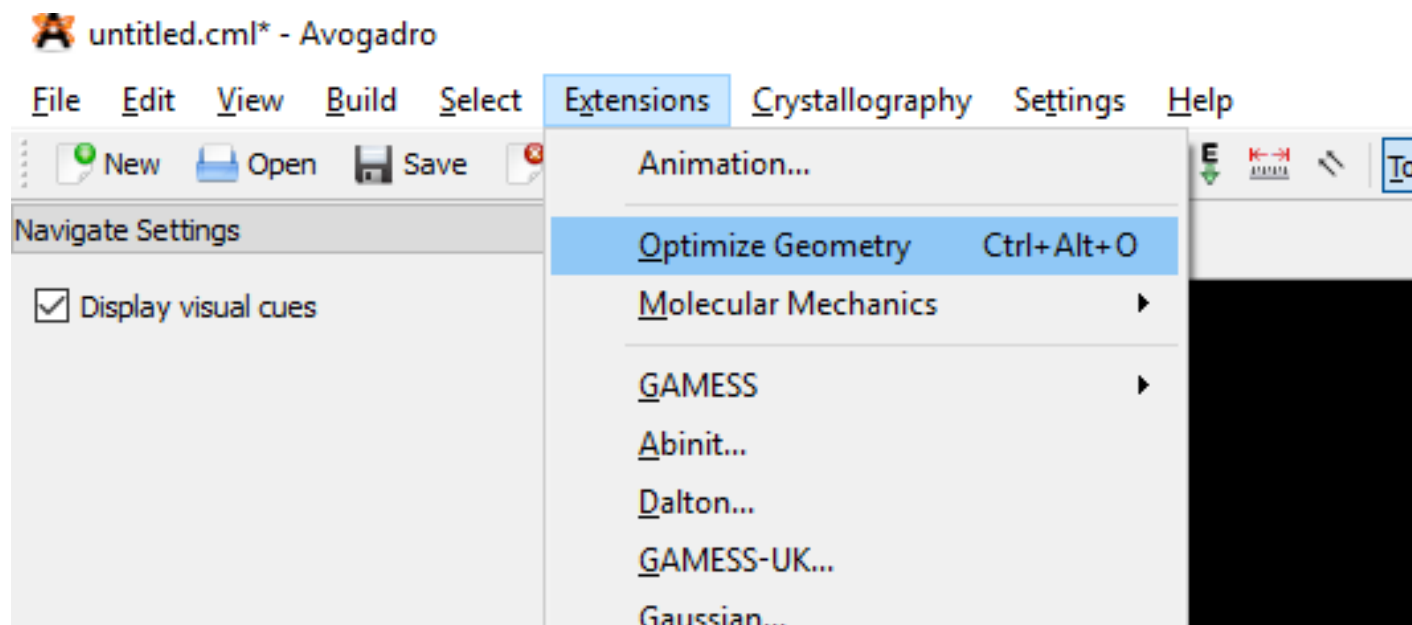 untitled.cml* - Avogadro
File Edit View Build Select Extensions Crystallography Settings Help
New Open Save E
Navigate Settings
Display visual cues
Animation...
Optimize Geometry Ctrl+Alt+O
Molecular Mechanics
GAMESS
Abinit...
Dalton...
GAMESS-UK...
Gaussian...